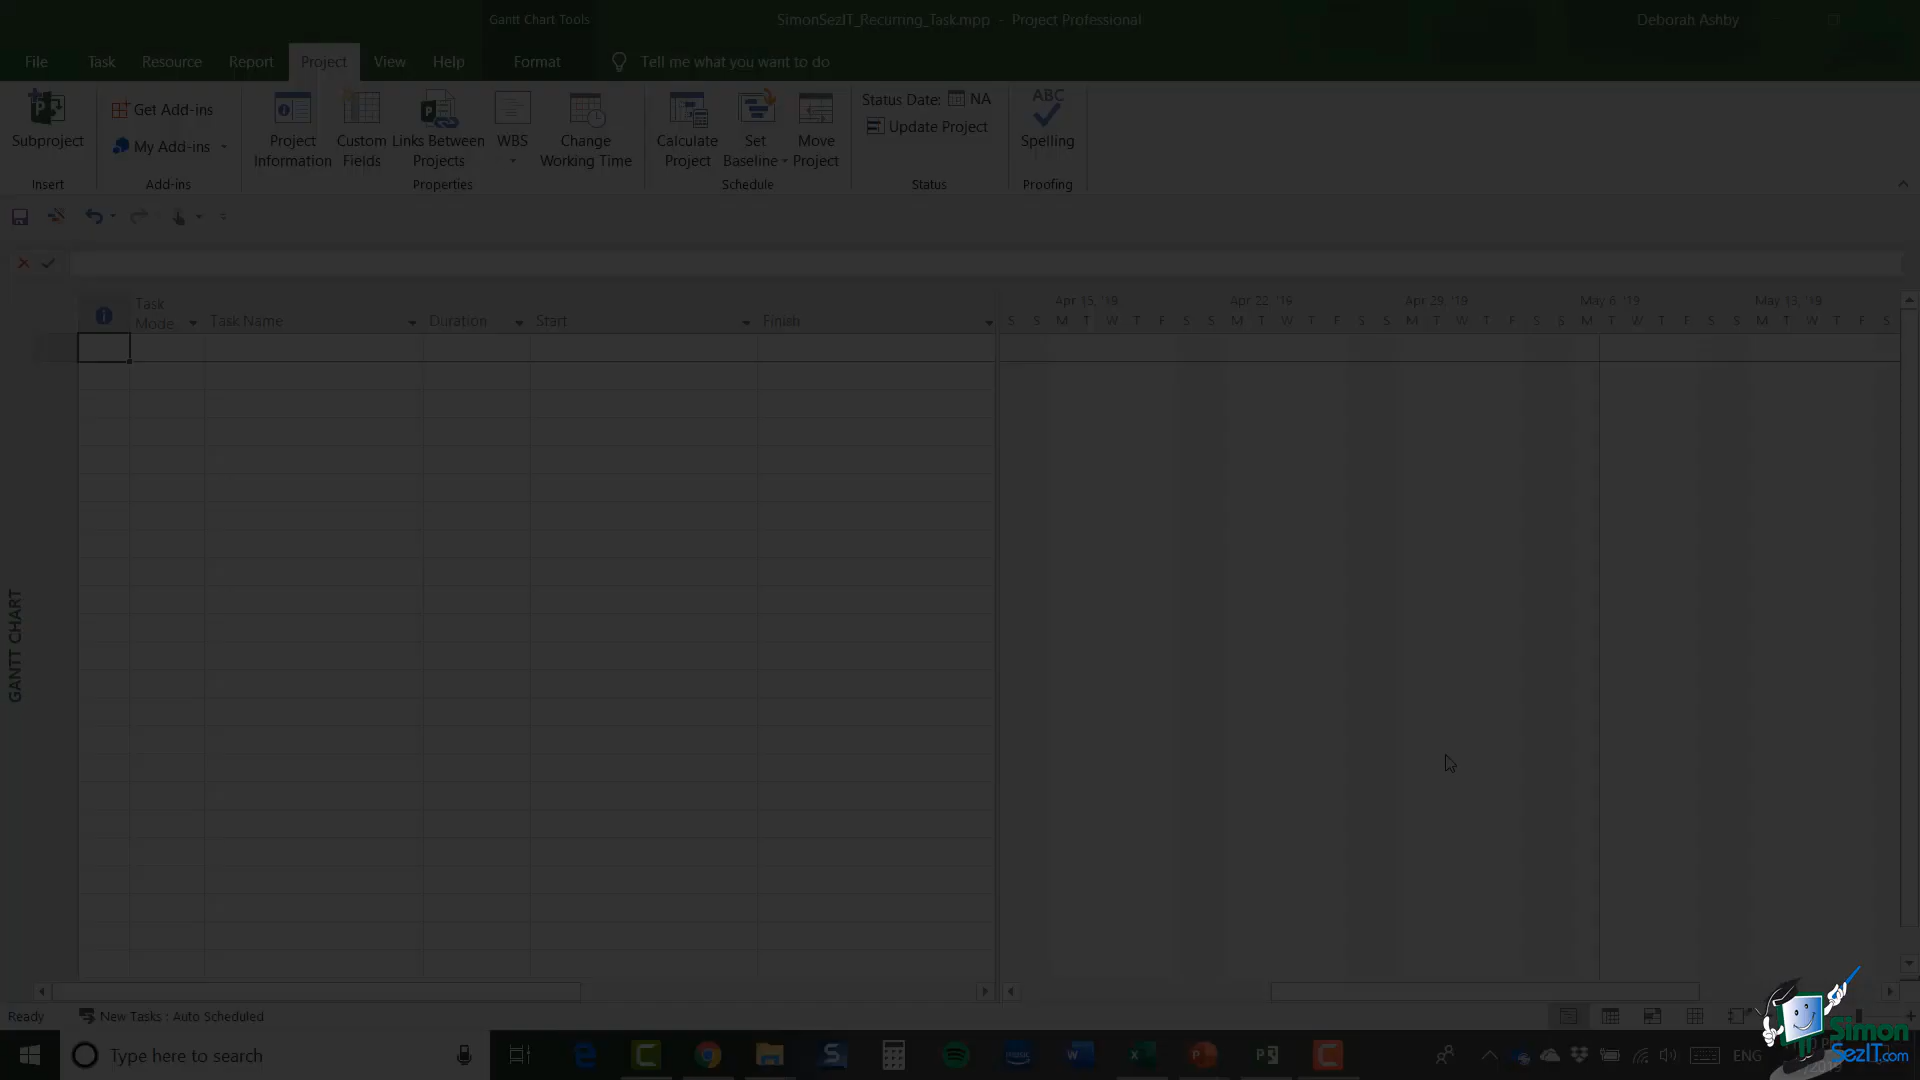 Gantt Chart Tools
SimonSezIT_Recurring_Task.mpp - Project Professional
Deborah Ashby
File Task Resource Report Project View Help Format Tell me what you want to do
Subproject
Get Add-ins
My Add-ins
Project Information
Custom Fields
Links Between Projects
WBS
Change Working Time
Calculate Project
Set Baseline
Move Project
Status Date: NA
Update Project
ABC
Spelling
Insert Add-ins Properties Schedule Status Proofing
Task Mode
Task Name
Duration
Start
Finish
Apr 15, '19 Apr 22, '19 Apr 29, '19 May 6, '19 May 13, '19
S S M T W T F S S M T W T F S S M T W T F S S M T W T F S S M T W T F S
GANTT CHART
Ready
New Tasks : Auto Scheduled
Simon
SezIT.com
Type here to search
ENG